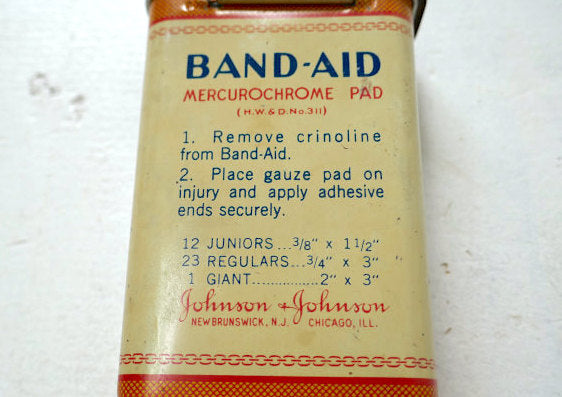 BAND-AID
MERCUROCHROME PAD
(H.W.& D.No.311)
1. Remove crinoline
from Band-Aid.
2. Place gauze pad on
injury and apply adhesive
ends securely.
12 JUNIORS...3/8" x 1 1/2"
23 REGULARS...3/4" x 3"
1 GIANT................2" x 3"
Johnson & Johnson
NEW BRUNSWICK, N.J. CHICAGO, ILL.